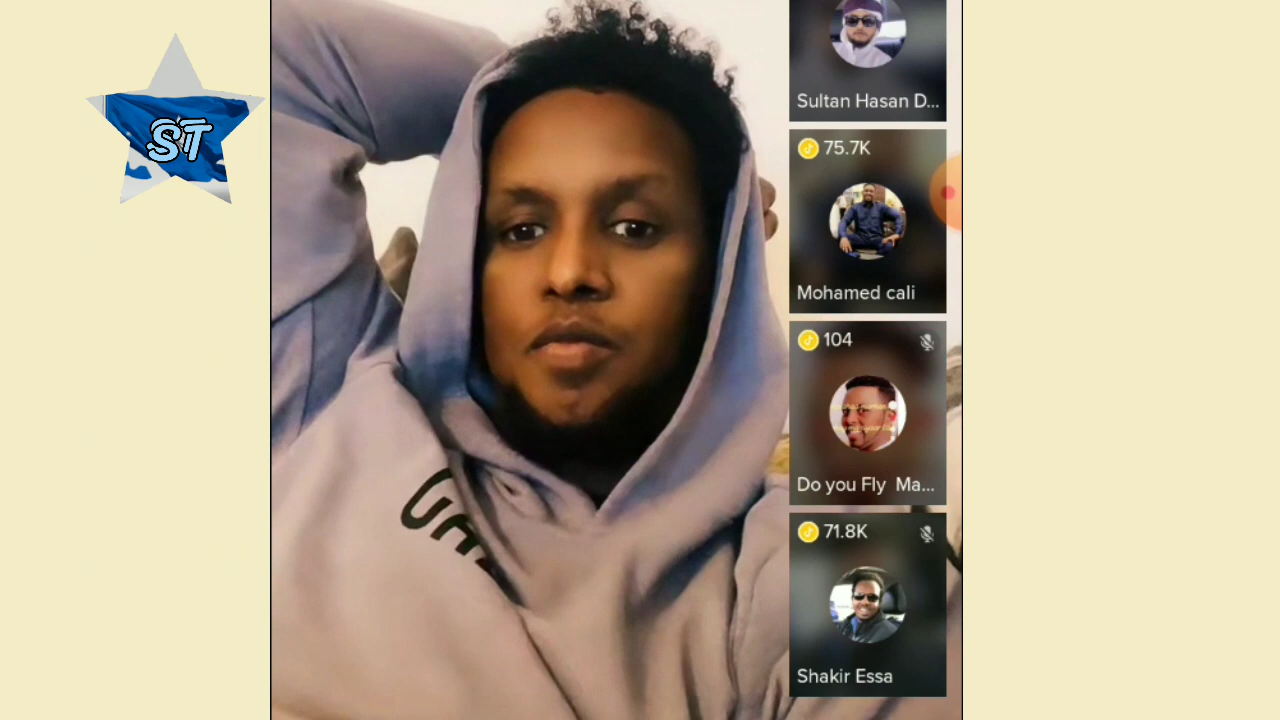 ST
Sultan Hasan D...
75.7K
Mohamed cali
104
Do you Fly Ma...
71.8K
Shakir Essa